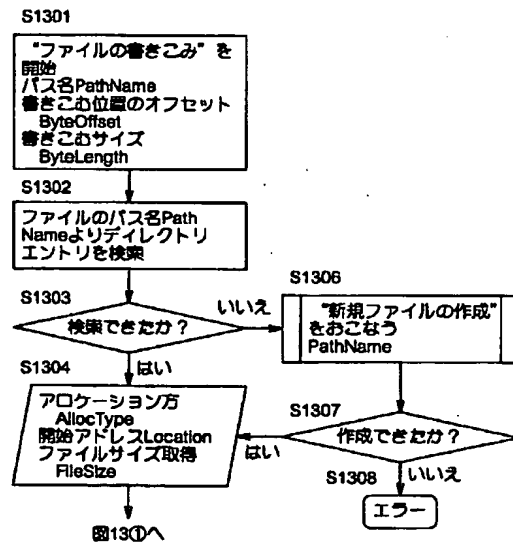 S1301
“ファイルの書きこみ”を
開始
パス名PathName
書きこむ位置のオフセット
ByteOffset
書きこむサイズ
ByteLength
S1302
ファイルのパス名Path
Nameよりディレクトリ
エントリを検索
S1303
検索できたか？
いいえ
はい
S1306
“新規ファイルの作成”
をおこなう
PathName
S1304
アロケーション方
AllocType
開始アドレスLocation
ファイルサイズ取得
FileSize
S1307
作成できたか？
はい
いいえ
S1308
エラー
図13①へ